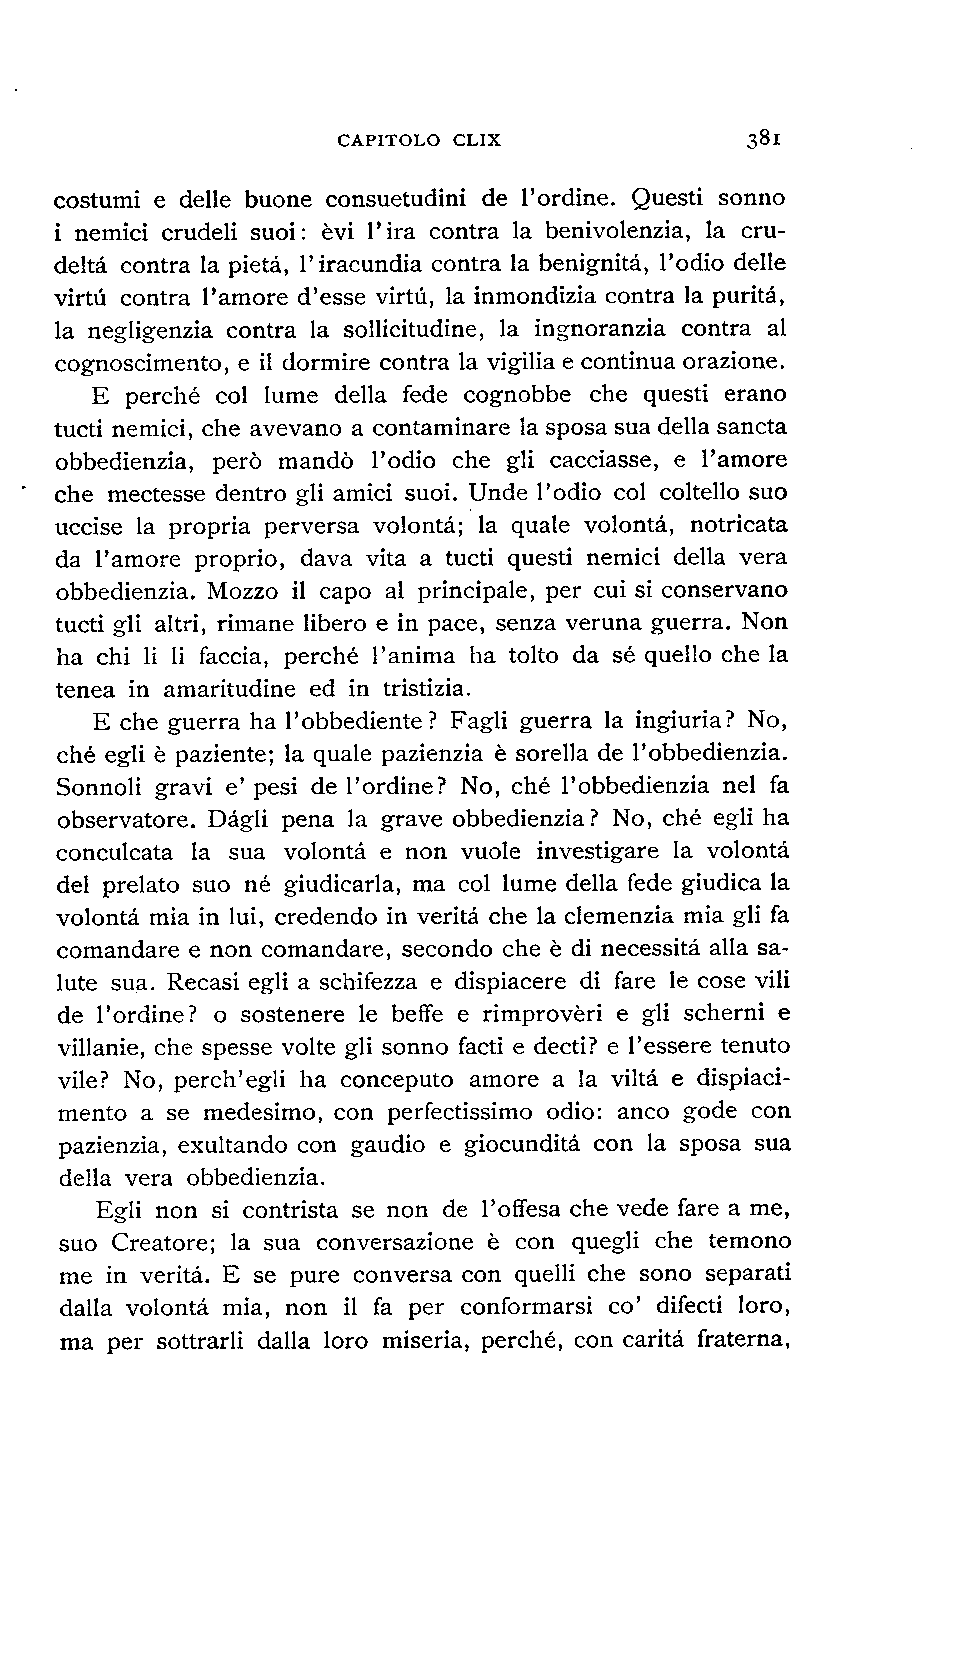 CAPITOLO CLIX 381
costumi e delle buone consuetudini de l'ordine. Questi sonno
i nemici crudeli suoi: èvi l'ira contra la benivolenzia, la cru-
deltá contra la pietá, l'iracundia contra la benignitá, l'odio delle
virtú contra l'amore d'esse virtú, la inmondizia contra la puritá,
la negligenzia contra la sollicitudine, la ingnoranzia contra al
cognoscimento, e il dormire contra la vigilia e continua orazione.
E perché col lume della fede cognobbe che questi erano
tucti nemici, che avevano a contaminare la sposa sua della sancta
obbedienzia, però mandò l'odio che gli cacciasse, e l'amore
che mectesse dentro gli amici suoi. Unde l'odio col coltello suo
uccise la propria perversa volontá; la quale volontá, notricata
da l'amore proprio, dava vita a tucti questi nemici della vera
obbedienzia. Mozzo il capo al principale, per cui si conservano
tucti gli altri, rimane libero e in pace, senza veruna guerra. Non
ha chi li li faccia, perché l'anima ha tolto da sé quello che la
tenea in amaritudine ed in tristizia.
E che guerra ha l'obbediente? Fagli guerra la ingiuria? No,
ché egli è paziente; la quale pazienzia è sorella de l'obbedienzia.
Sonnoli gravi e' pesi de l'ordine? No, ché l'obbedienzia nel fa
observatore. Dágli pena la grave obbedienzia? No, ché egli ha
conculcata la sua volontá e non vuole investigare la volontá
del prelato suo né giudicarla, ma col lume della fede giudica la
volontá mia in lui, credendo in veritá che la clemenzia mia gli fa
comandare e non comandare, secondo che è di necessitá alla sa-
lute sua. Recasi egli a schifezza e dispiacere di fare le cose vili
de l'ordine? o sostenere le beffe e rimprovèri e gli scherni e
villanie, che spesse volte gli sonno facti e decti? e l'essere tenuto
vile? No, perch'egli ha conceputo amore a la viltá e dispiaci-
mento a se medesimo, con perfectissimo odio: anco gode con
pazienzia, exultando con gaudio e giocunditá con la sposa sua
della vera obbedienzia.
Egli non si contrista se non de l'offesa che vede fare a me,
suo Creatore; la sua conversazione è con quegli che temono
me in veritá. E se pure conversa con quelli che sono separati
dalla volontá mia, non il fa per conformarsi co' difecti loro,
ma per sottrarli dalla loro miseria, perché, con caritá fraterna,